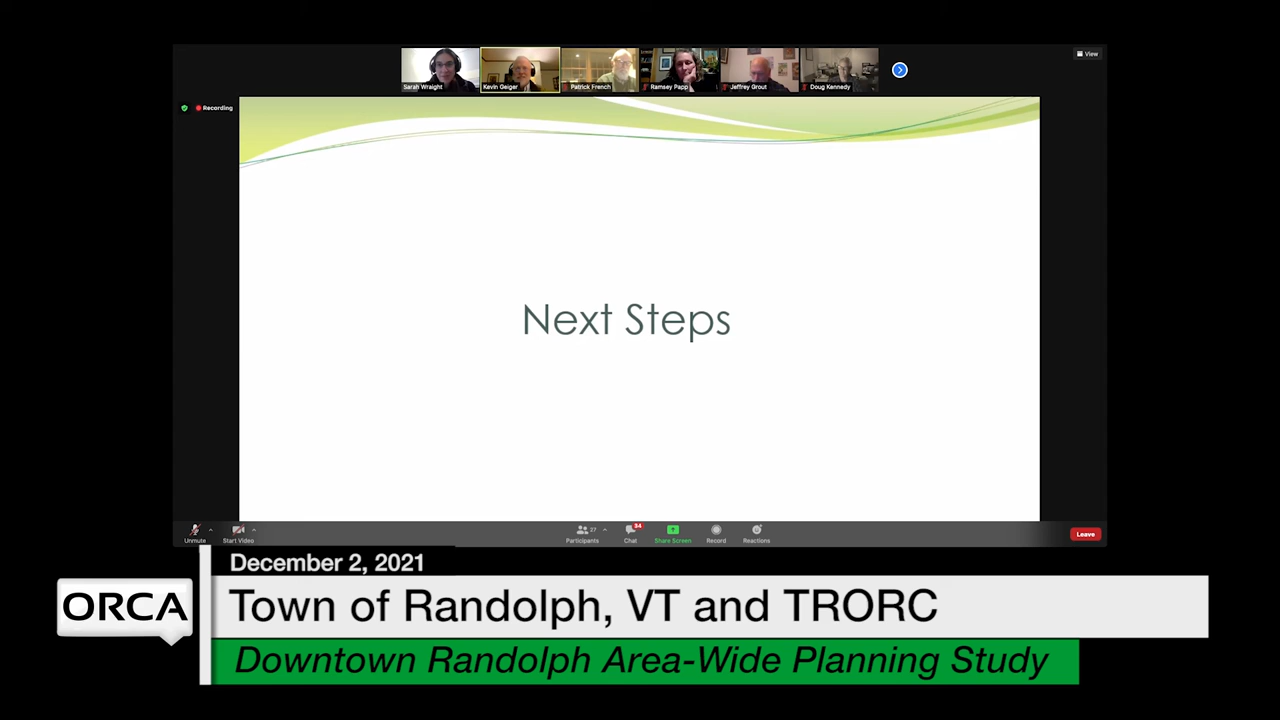 View
Sarah Wraight
Kevin Geiger
Patrick French
Ramsey Papp
Jeffrey Grout
Doug Kennedy
Recording
Next Steps
Unmute
Start Video
27
Participants
34
Chat
Share Screen
Record
Reactions
Leave
December 2, 2021
ORCA
Town of Randolph, VT and TRORC
Downtown Randolph Area-Wide Planning Study